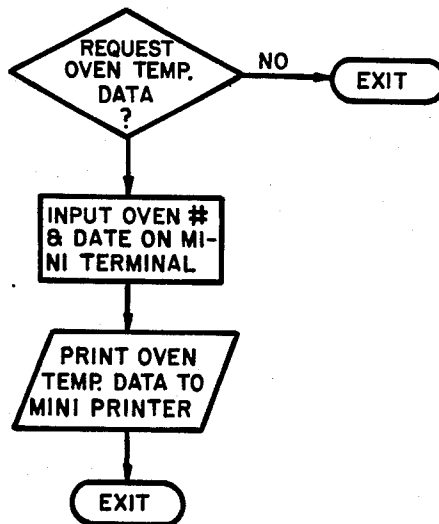 REQUEST
OVEN TEMP.
DATA
?
NO
EXIT
INPUT OVEN #
& DATE ON MI-
NI TERMINAL
PRINT OVEN
TEMP. DATA TO
MINI PRINTER
EXIT